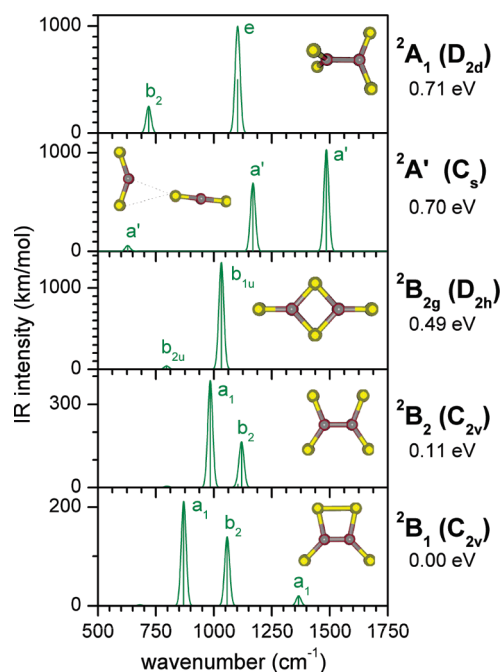 IR intensity (km/mol)
1000
0
b2
e
²A₁ (D2d)
0.71 eV
1000
0
a'
a'
a'
²A' (Cs)
0.70 eV
1000
0
b2u
b1u
²B2g (D2h)
0.49 eV
300
0
a1
b2
²B₂ (C2v)
0.11 eV
200
0
a1
b2
a1
²B₁ (C2v)
0.00 eV
500 750 1000 1250 1500 1750
wavenumber (cm⁻¹)